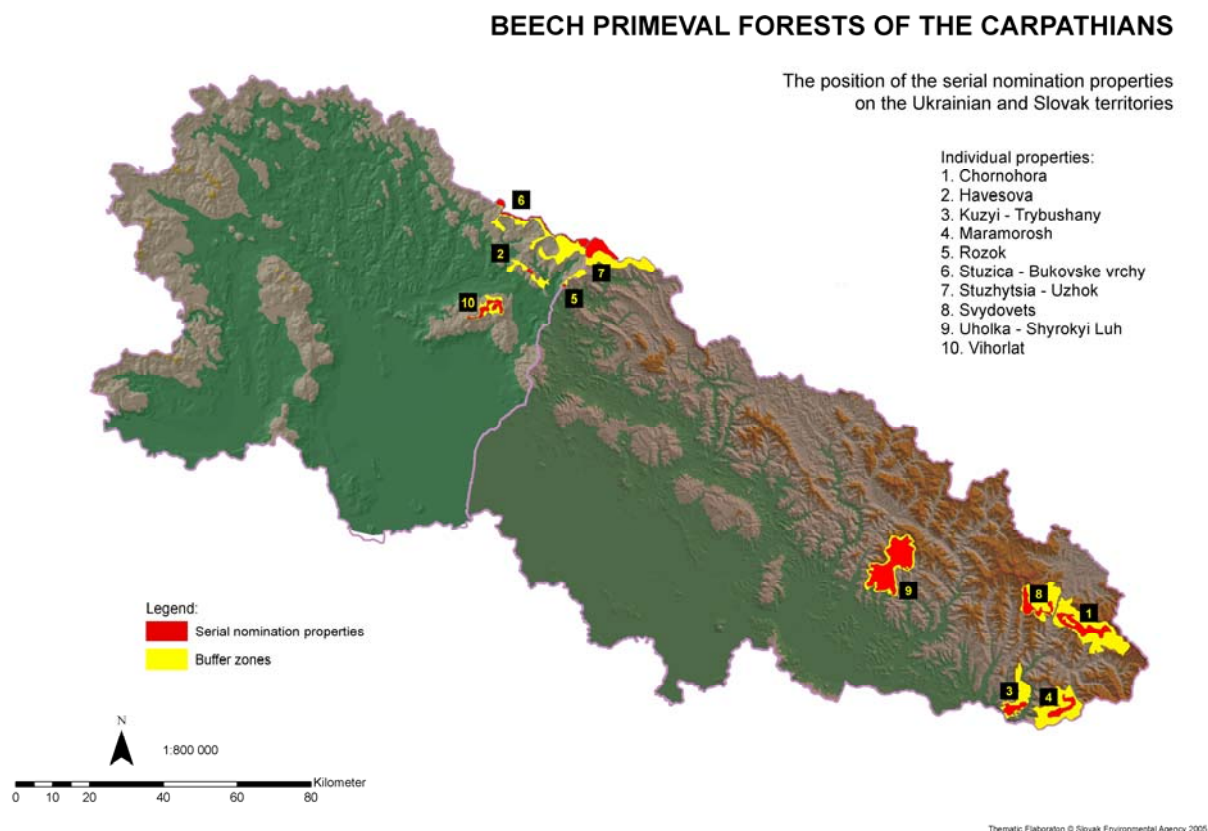 BEECH PRIMEVAL FORESTS OF THE CARPATHIANS
The position of the serial nomination properties
on the Ukrainian and Slovak territories
Individual properties:
1. Chornohora
2. Havesova
3. Kuzyi - Trybushany
4. Maramorosh
5. Rozok
6. Stuzica - Bukovske vrchy
7. Stuzhytsia - Uzhok
8. Svydovets
9. Uholka - Shyrokyi Luh
10. Vihorlat
6
2
7
10
5
9
8
1
3
4
Legend:
Serial nomination properties
Buffer zones
N
1:800 000
Kilometer
0 10 20 40 60 80
Thematic Elaboraton © Slovak Environmental Agency 2005